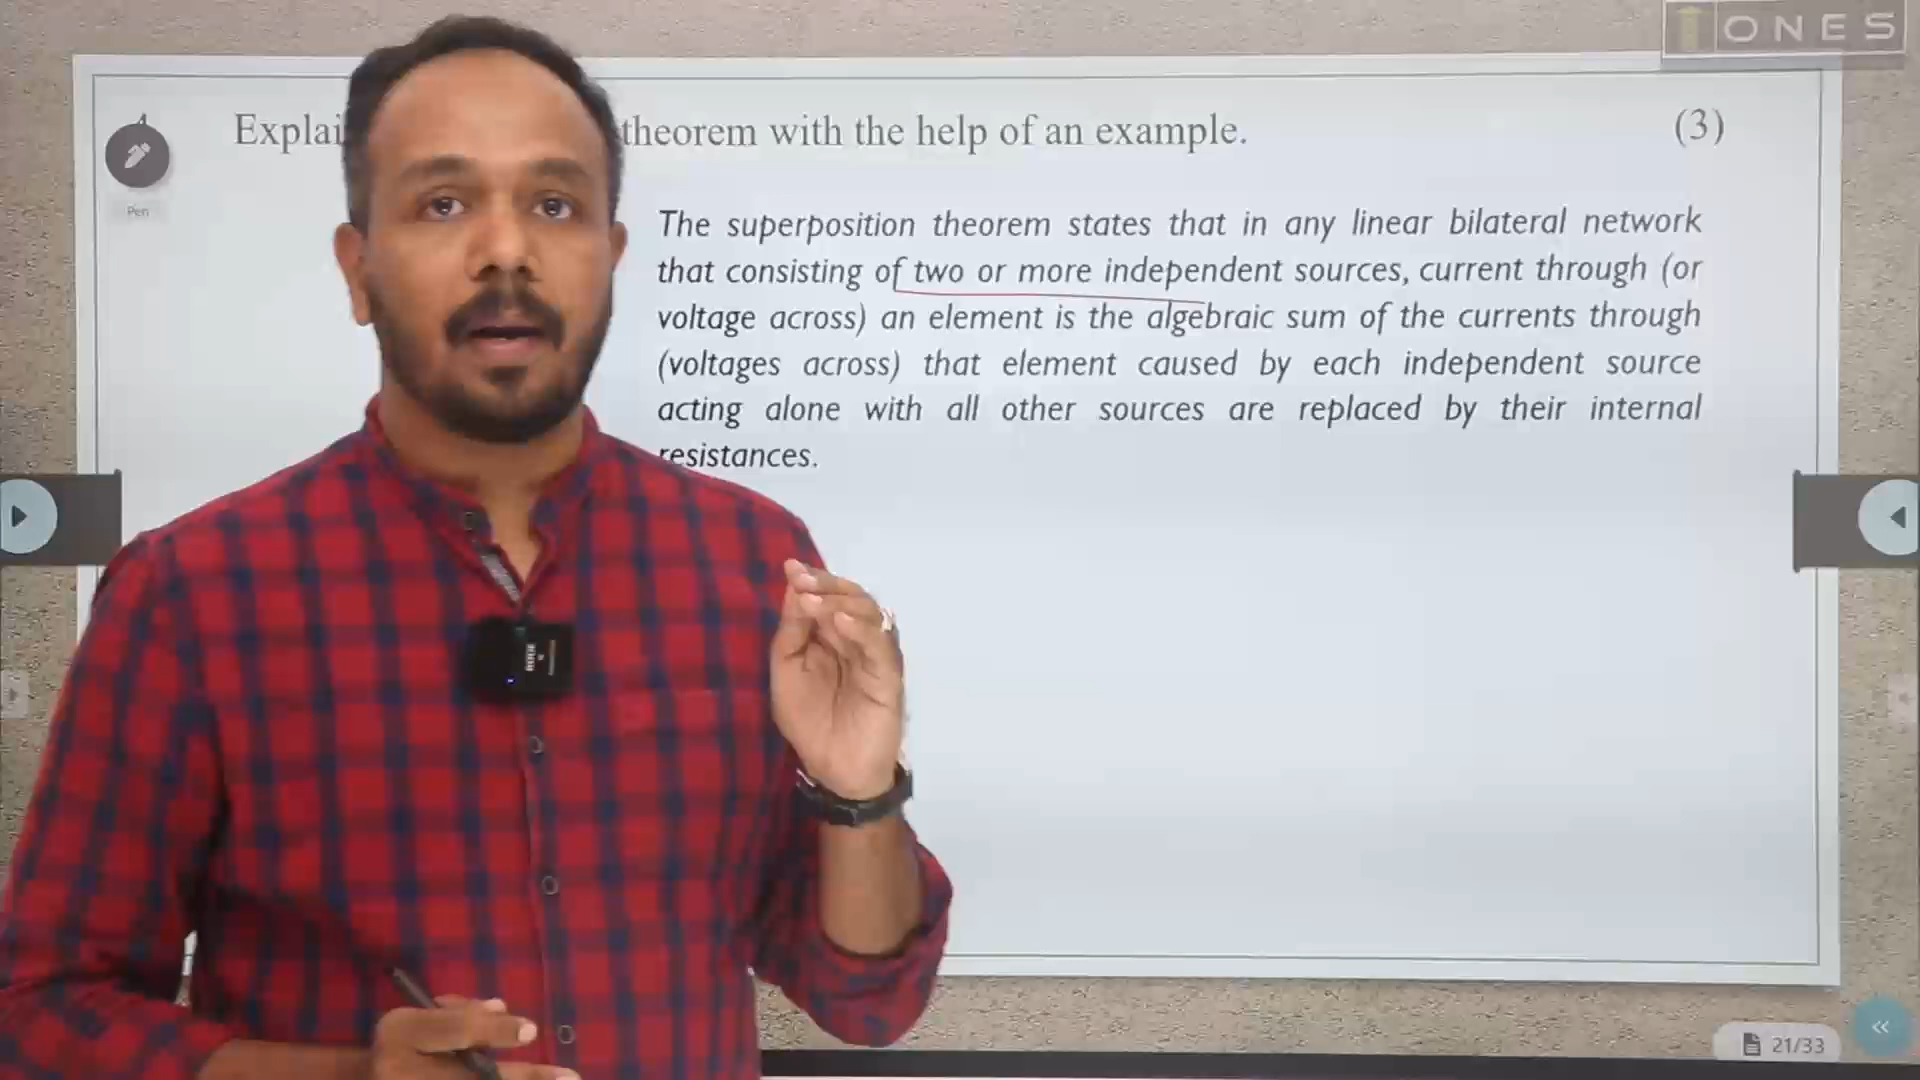 ONES
4
Explai theorem with the help of an example. (3)
Pen
The superposition theorem states that in any linear bilateral network
that consisting of two or more independent sources, current through (or
voltage across) an element is the algebraic sum of the currents through
(voltages across) that element caused by each independent source
acting alone with all other sources are replaced by their internal
resistances.
21/33